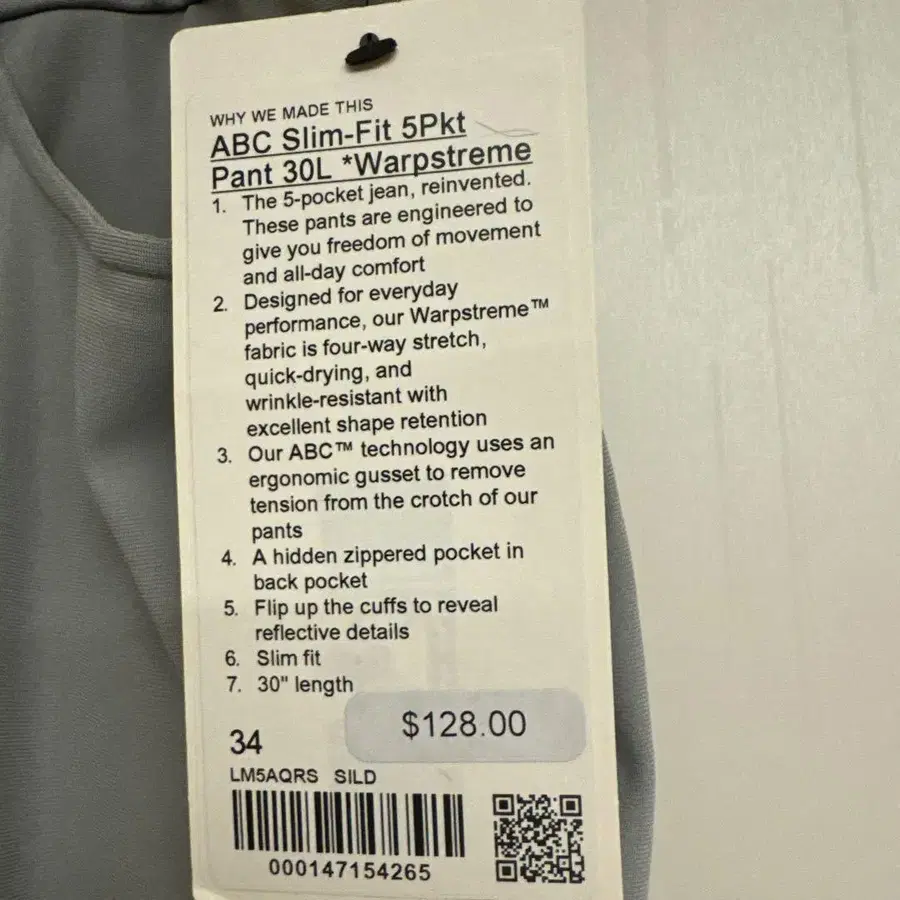 WHY WE MADE THIS
ABC Slim-Fit 5Pkt
Pant 30L *Warpstreme
1. The 5-pocket jean, reinvented.
These pants are engineered to
give you freedom of movement
and all-day comfort
2. Designed for everyday
performance, our Warpstreme™
fabric is four-way stretch,
quick-drying, and
wrinkle-resistant with
excellent shape retention
3. Our ABC™ technology uses an
ergonomic gusset to remove
tension from the crotch of our
pants
4. A hidden zippered pocket in
back pocket
5. Flip up the cuffs to reveal
reflective details
6. Slim fit
7. 30" length
$128.00
34
LM5AQRS SILD
000147154265